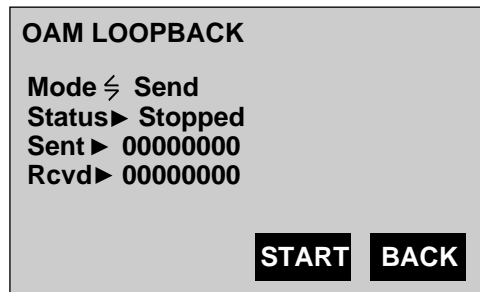 OAM LOOPBACK
Mode ⇋ Send
Status► Stopped
Sent► 00000000
Rcvd► 00000000
START BACK